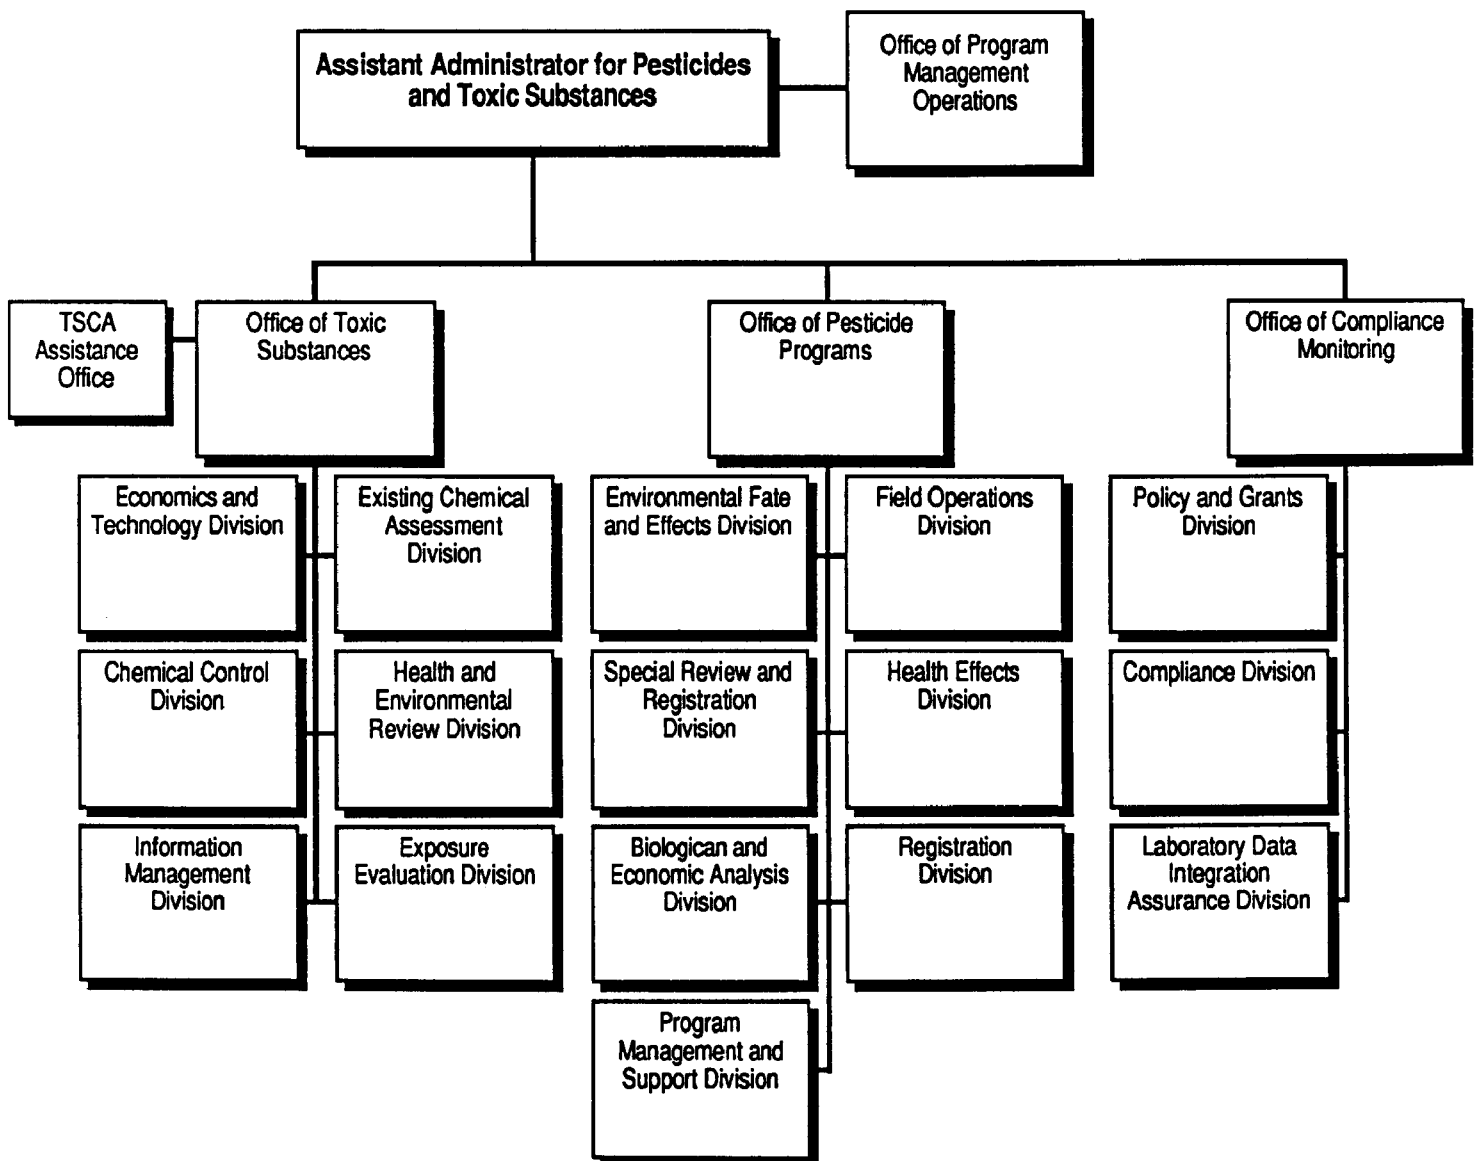 Assistant Administrator for Pesticides
and Toxic Substances
Office of Program
Management
Operations
TSCA
Assistance
Office
Office of Toxic
Substances
Office of Pesticide
Programs
Office of Compliance
Monitoring
Economics and
Technology Division
Existing Chemical
Assessment
Division
Environmental Fate
and Effects Division
Field Operations
Division
Policy and Grants
Division
Chemical Control
Division
Health and
Environmental
Review Division
Special Review and
Registration
Division
Health Effects
Division
Compliance Division
Information
Management
Division
Exposure
Evaluation Division
Biologican and
Economic Analysis
Division
Registration
Division
Laboratory Data
Integration
Assurance Division
Program
Management and
Support Division